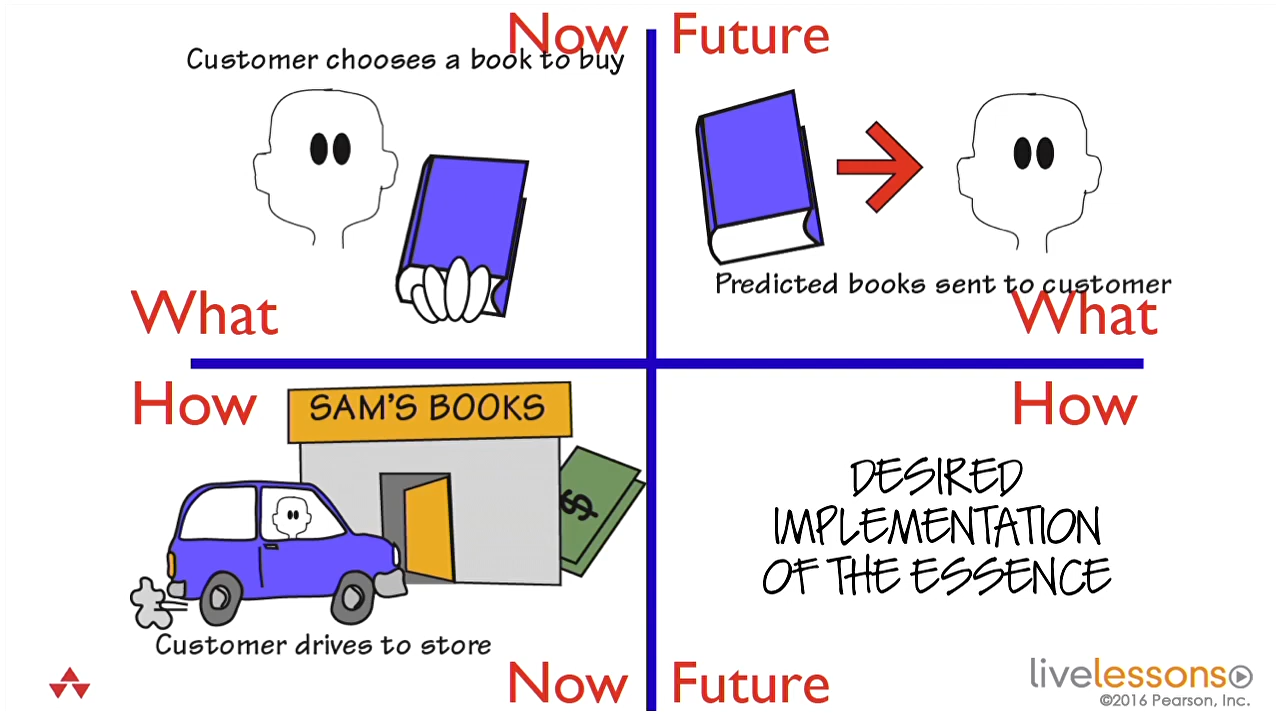 Now
Future
Customer chooses a book to buy
Predicted books sent to customer
What
What
How
How
SAM'S BOOKS
$
DESIRED
IMPLEMENTATION
OF THE ESSENCE
Customer drives to store
Now
Future
livelessons
©2016 Pearson, Inc.